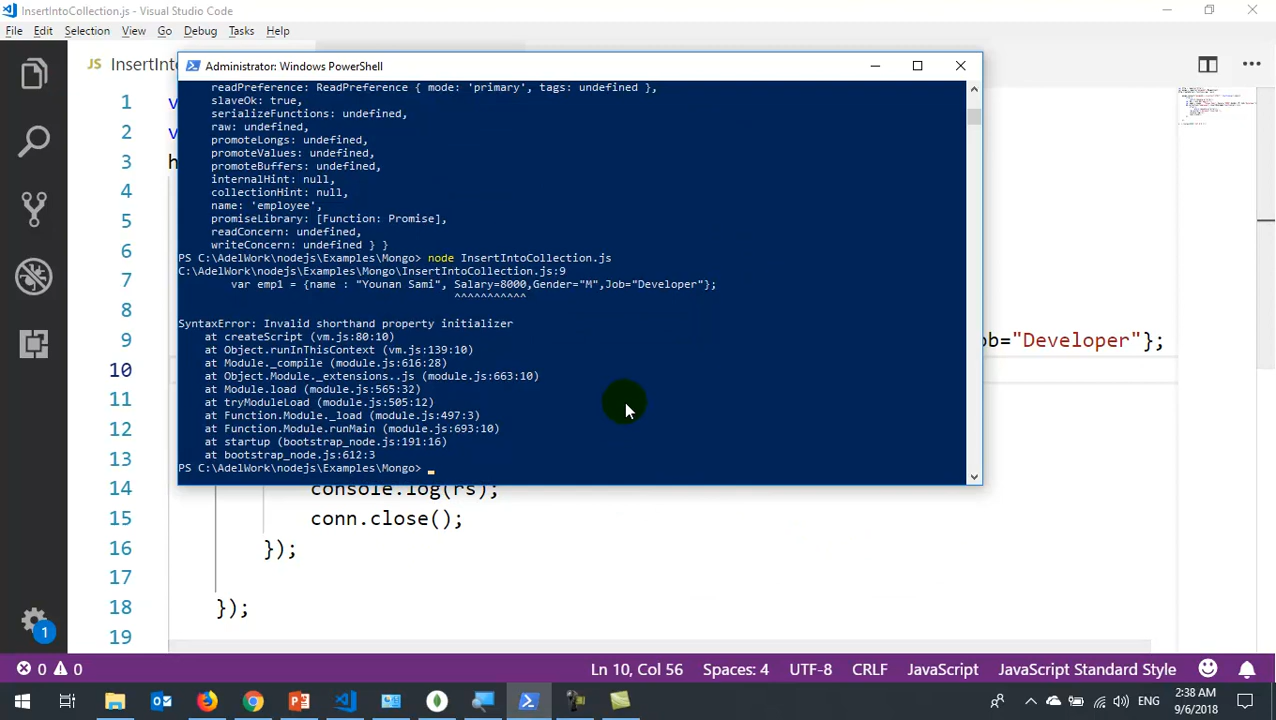 InsertIntoCollection.js - Visual Studio Code
File Edit Selection View Go Debug Tasks Help
JS InsertInt
Administrator: Windows PowerShell
readPreference: ReadPreference { mode: 'primary', tags: undefined },
slaveOk: true,
serializeFunctions: undefined,
raw: undefined,
promoteLongs: undefined,
promoteValues: undefined,
promoteBuffers: undefined,
internalHint: null,
collectionHint: null,
name: 'employee',
promiseLibrary: [Function: Promise],
readConcern: undefined,
writeConcern: undefined } }
PS C:\AdelWork\nodejs\Examples\Mongo> node InsertIntoCollection.js
C:\AdelWork\nodejs\Examples\Mongo\InsertIntoCollection.js:9
var emp1 = {name : "Younan Sami", Salary=8000,Gender="M",Job="Developer"};
^^^^^^^^^^^
SyntaxError: Invalid shorthand property initializer
at createScript (vm.js:80:10)
at Object.runInThisContext (vm.js:139:10)
at Module._compile (module.js:616:28)
at Object.Module._extensions..js (module.js:663:10)
at Module.load (module.js:565:32)
at tryModuleLoad (module.js:505:12)
at Function.Module._load (module.js:497:3)
at Function.Module.runMain (module.js:693:10)
at startup (bootstrap_node.js:191:16)
at bootstrap_node.js:612:3
PS C:\AdelWork\nodejs\Examples\Mongo>
1 v
2 v
3 h
4
5
6
7
8
9 ob="Developer"};
10
11
12
13
14 console.log(rs);
15 conn.close();
16 });
17
18 });
19
1
0 0 Ln 10, Col 56 Spaces: 4 UTF-8 CRLF JavaScript JavaScript Standard Style
2:38 AM
9/6/2018